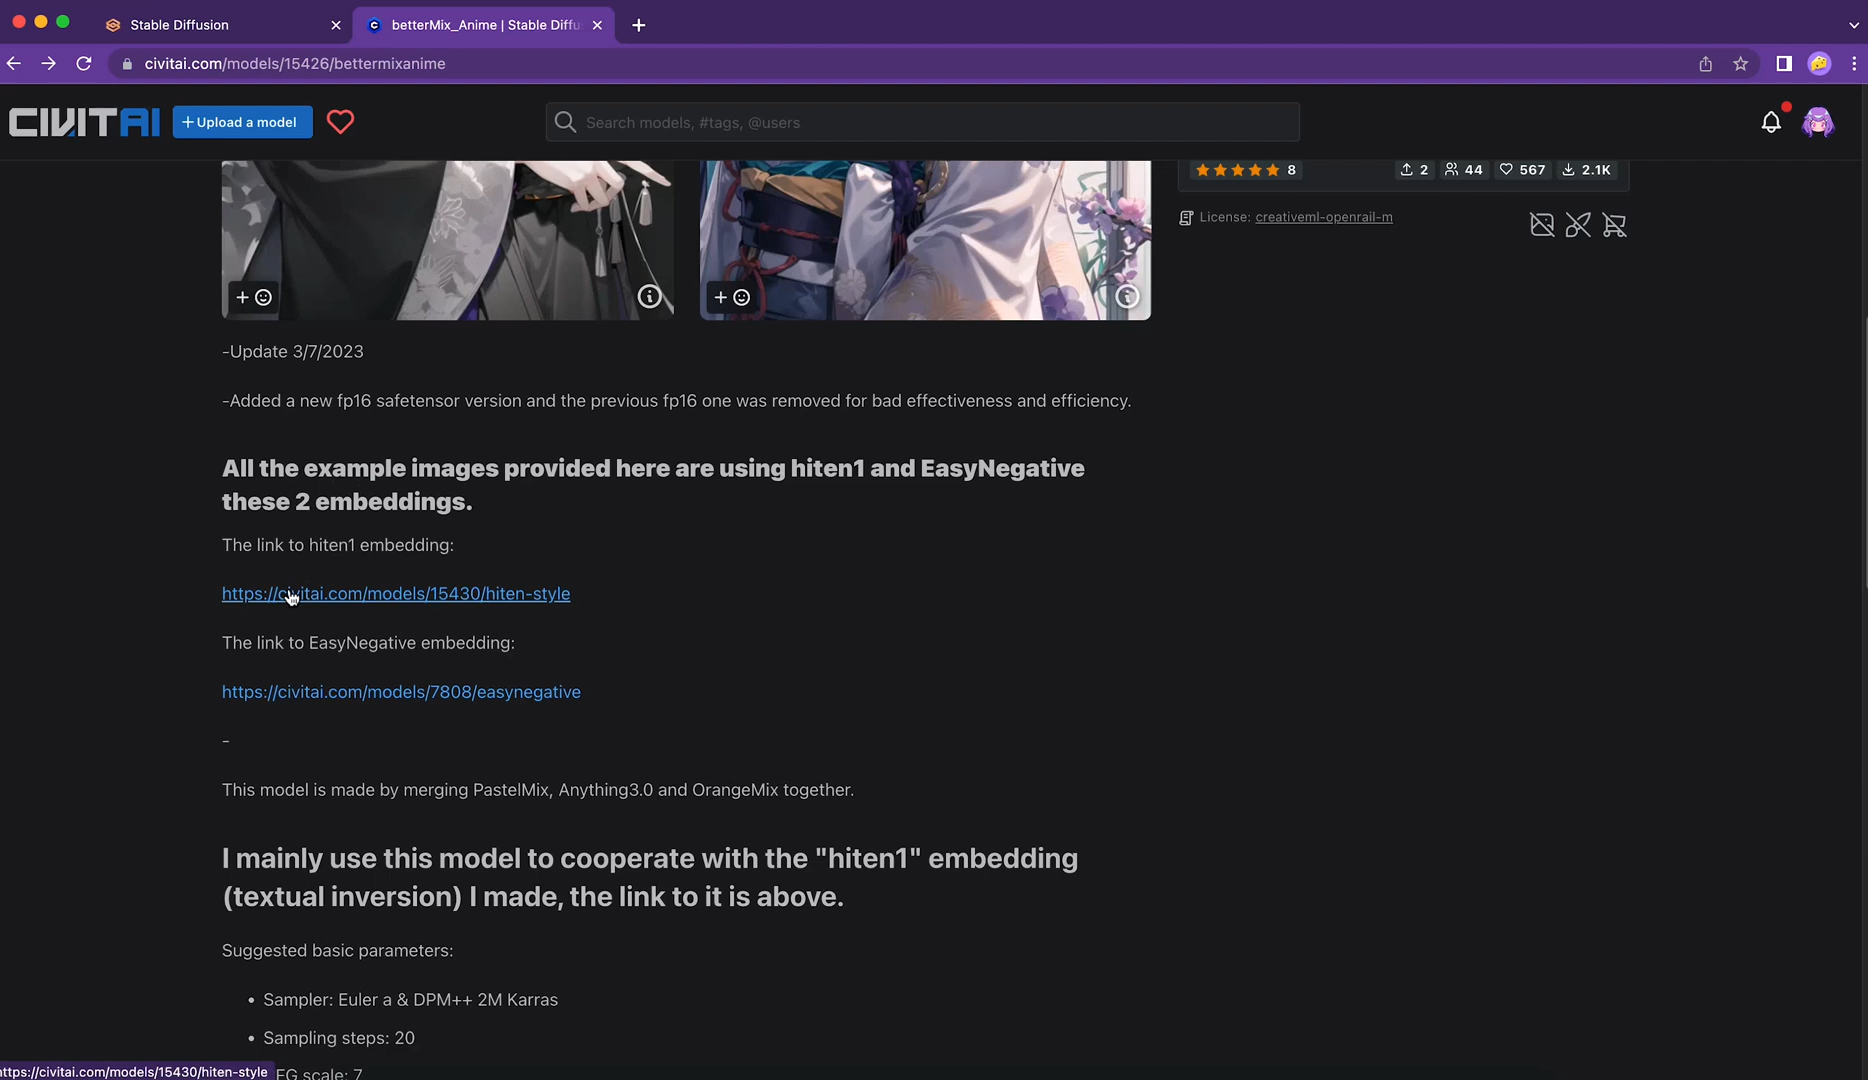 Stable Diffusion
betterMix_Anime | Stable Diffu
civitai.com/models/15426/bettermixanime
CIVITAI
+ Upload a model
Search models, #tags, @users
8
2
44
567
2.1K
License: creativeml-openrail-m
-Update 3/7/2023
-Added a new fp16 safetensor version and the previous fp16 one was removed for bad effectiveness and efficiency.
All the example images provided here are using hiten1 and EasyNegative
these 2 embeddings.
The link to hiten1 embedding:
https://civitai.com/models/15430/hiten-style
The link to EasyNegative embedding:
https://civitai.com/models/7808/easynegative
-
This model is made by merging PastelMix, Anything3.0 and OrangeMix together.
I mainly use this model to cooperate with the "hiten1" embedding
(textual inversion) I made, the link to it is above.
Suggested basic parameters:
• Sampler: Euler a & DPM++ 2M Karras
• Sampling steps: 20
FG scale: 7
ttps://civitai.com/models/15430/hiten-style